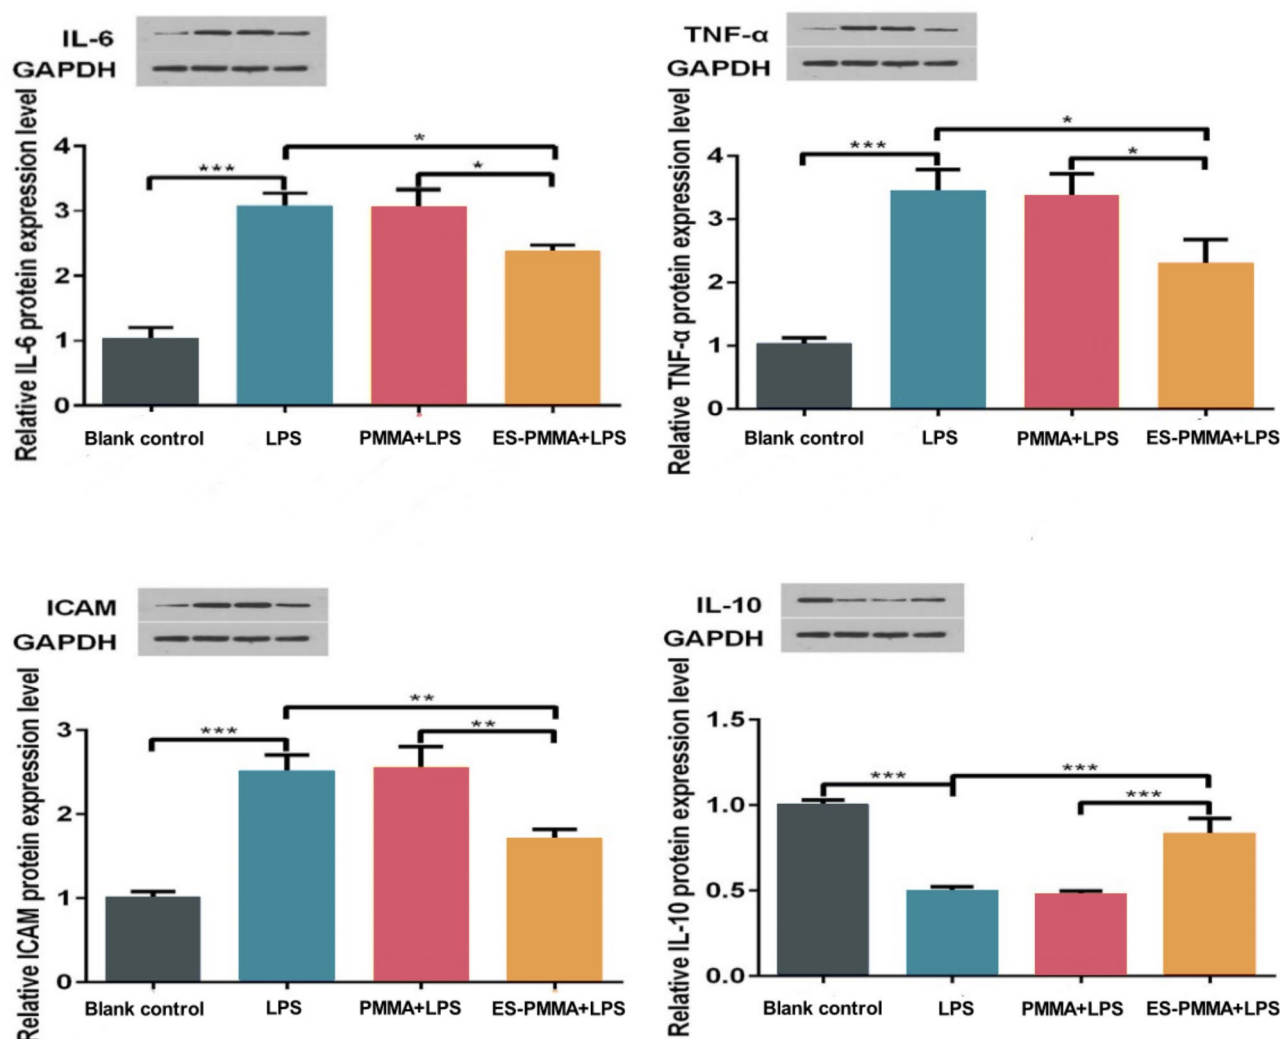 IL-6
GAPDH
Relative IL-6 protein expression level
4
3
2
1
0
***
*
*
Blank control LPS PMMA+LPS ES-PMMA+LPS
TNF-α
GAPDH
Relative TNF-α protein expression level
4
3
2
1
0
***
*
*
Blank control LPS PMMA+LPS ES-PMMA+LPS
ICAM
GAPDH
Relative ICAM protein expression level
3
2
1
0
***
**
**
Blank control LPS PMMA+LPS ES-PMMA+LPS
IL-10
GAPDH
Relative IL-10 protein expression level
1.5
1.0
0.5
0.0
***
***
***
Blank control LPS PMMA+LPS ES-PMMA+LPS